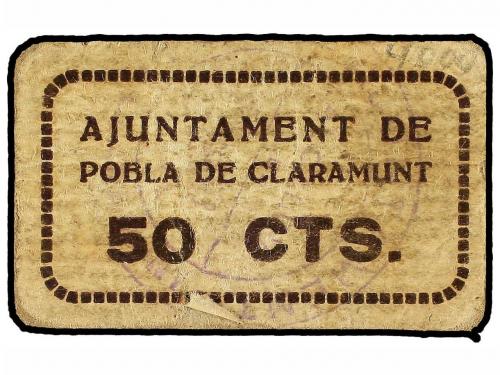 AJUNTAMENT DE
POBLA DE CLARAMUNT
50 CTS.